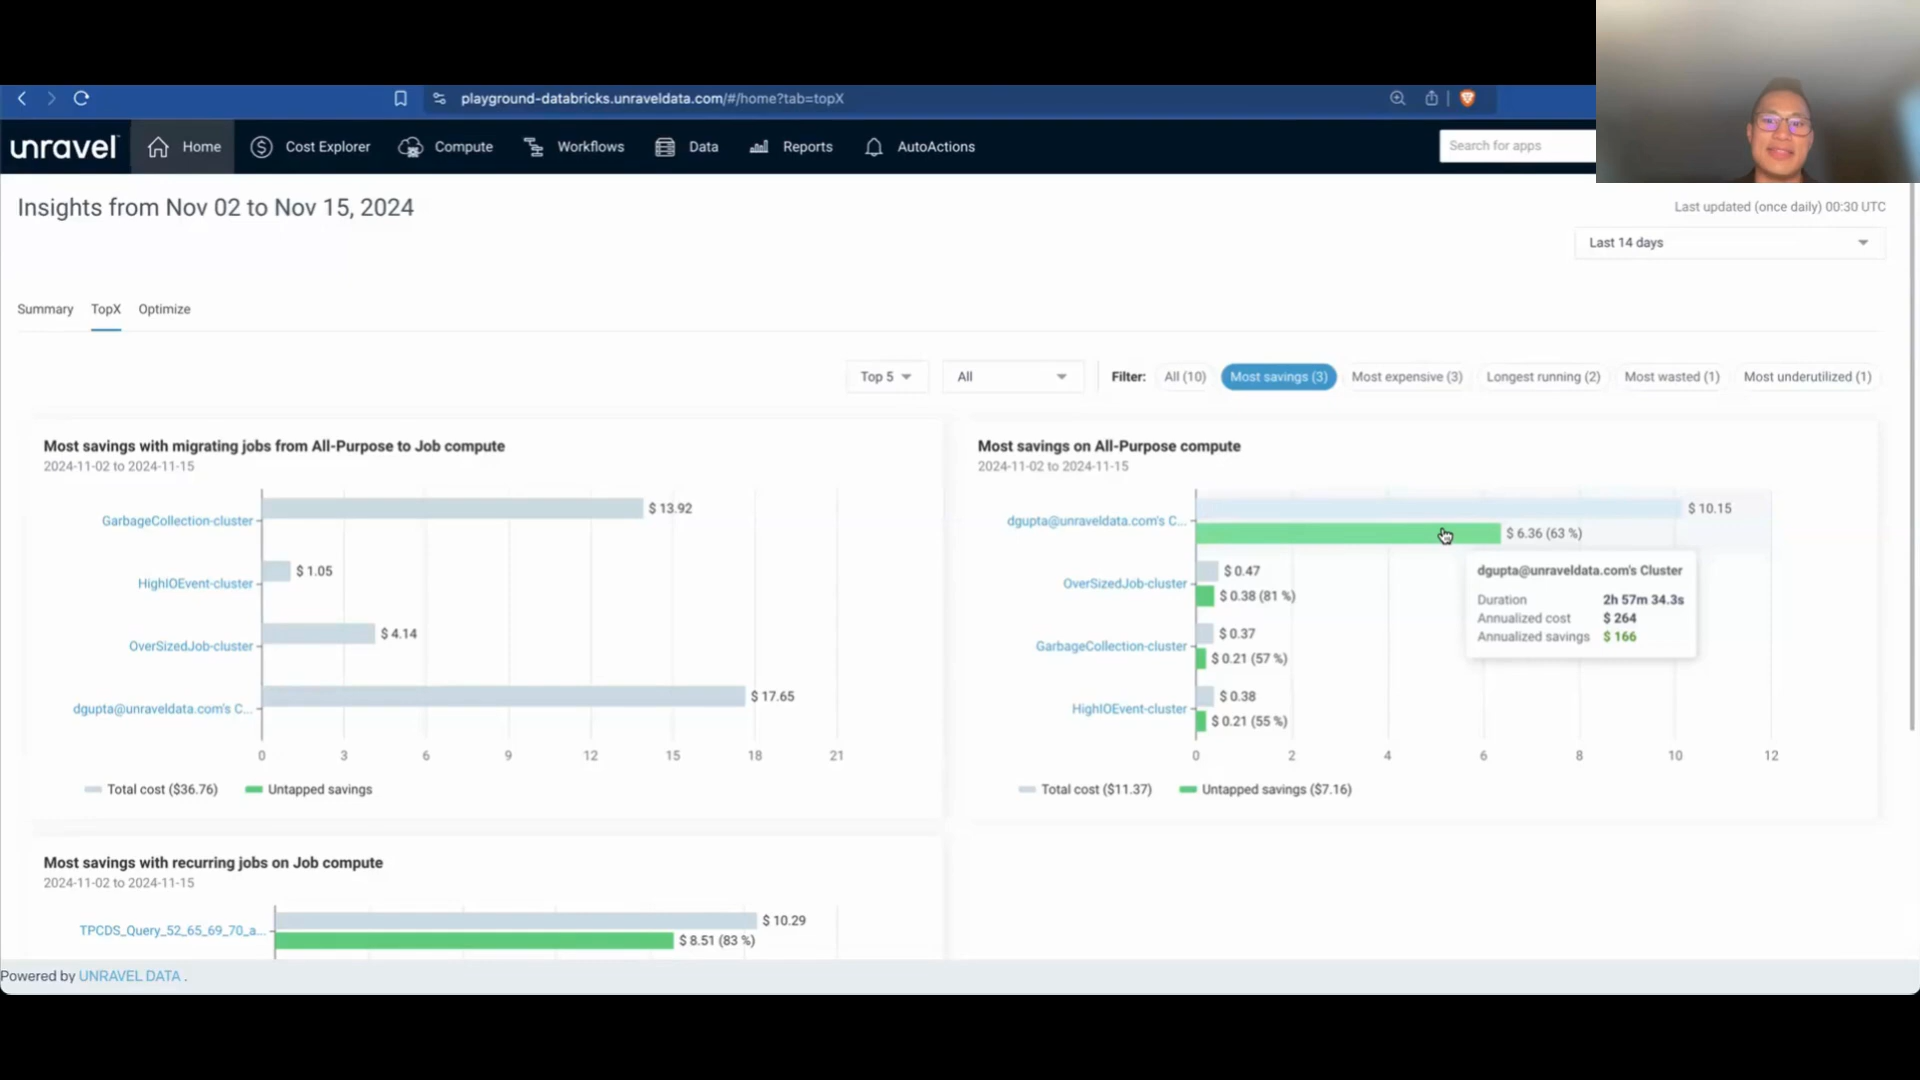 playground-databricks.unraveldata.com/#/home?tab=topX
unravel Home Cost Explorer Compute Workflows Data Reports AutoActions Search for apps
Insights from Nov 02 to Nov 15, 2024
Last updated (once daily) 00:30 UTC
Last 14 days
Summary TopX Optimize
Top 5 All Filter: All (10) Most savings (3) Most expensive (3) Longest running (2) Most wasted (1) Most underutilized (1)
Most savings with migrating jobs from All-Purpose to Job compute
2024-11-02 to 2024-11-15
GarbageCollection-cluster $ 13.92
HighIOEvent-cluster $ 1.05
OverSizedJob-cluster $ 4.14
dgupta@unraveldata.com's C... $ 17.65
0 3 6 9 12 15 18 21
Total cost ($36.76) Untapped savings
Most savings on All-Purpose compute
2024-11-02 to 2024-11-15
dgupta@unraveldata.com's C... $ 10.15
$ 6.36 (63 %)
OverSizedJob-cluster $ 0.47
$ 0.38 (81 %)
GarbageCollection-cluster $ 0.37
$ 0.21 (57 %)
HighIOEvent-cluster $ 0.38
$ 0.21 (55 %)
dgupta@unraveldata.com's Cluster
Duration 2h 57m 34.3s
Annualized cost $ 264
Annualized savings $ 166
0 2 4 6 8 10 12
Total cost ($11.37) Untapped savings ($7.16)
Most savings with recurring jobs on Job compute
2024-11-02 to 2024-11-15
TPCDS_Query_52_65_69_70_a... $ 10.29
$ 8.51 (83 %)
Powered by UNRAVEL DATA .